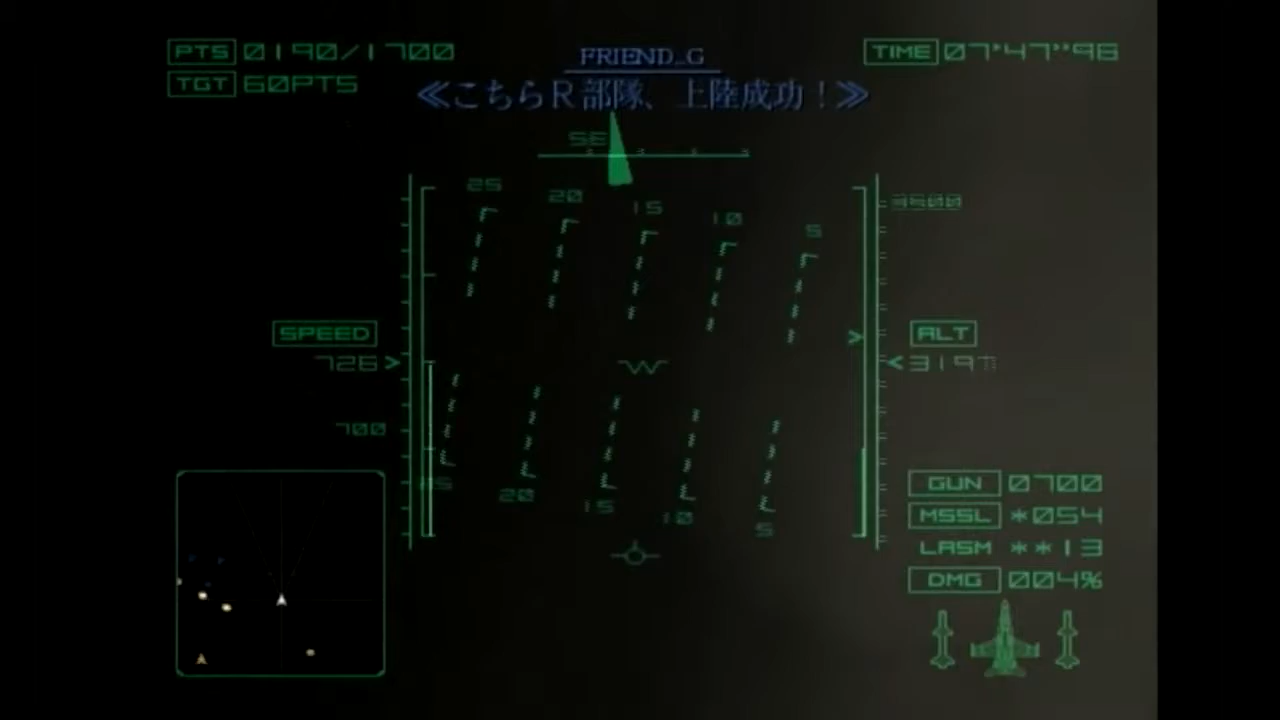 PTS 0190/1700
TGT 60PTS
FRIEND_G
≪こちらR部隊、上陸成功！≫
TIME 07'47"96
SE
25 20 15 10 5
3500
SPEED
726
ALT
700
20 15 10 5
GUN 0700
MSSL *054
LASM **13
DMG 004%